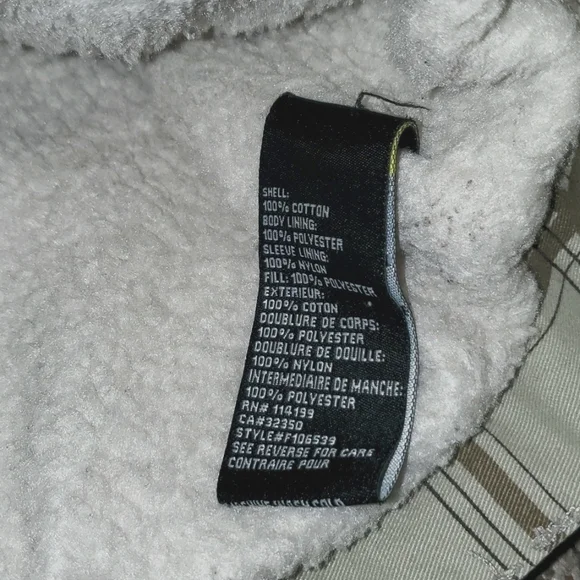 SHELL:
100% COTTON
BODY LINING:
100% POLYESTER
SLEEVE LINING:
100% NYLON
FILL: 100% POLYESTER
EXTERIEUR:
100% COTON
DOUBLURE DE CORPS:
100% POLYESTER
DOUBLURE DE DOUILLE:
100% NYLON
INTERMEDIAIRE DE MANCHE:
100% POLYESTER
RN# 114199
CA#32350
STYLE#F106539
SEE REVERSE FOR CARE
CONTRAIRE POUR